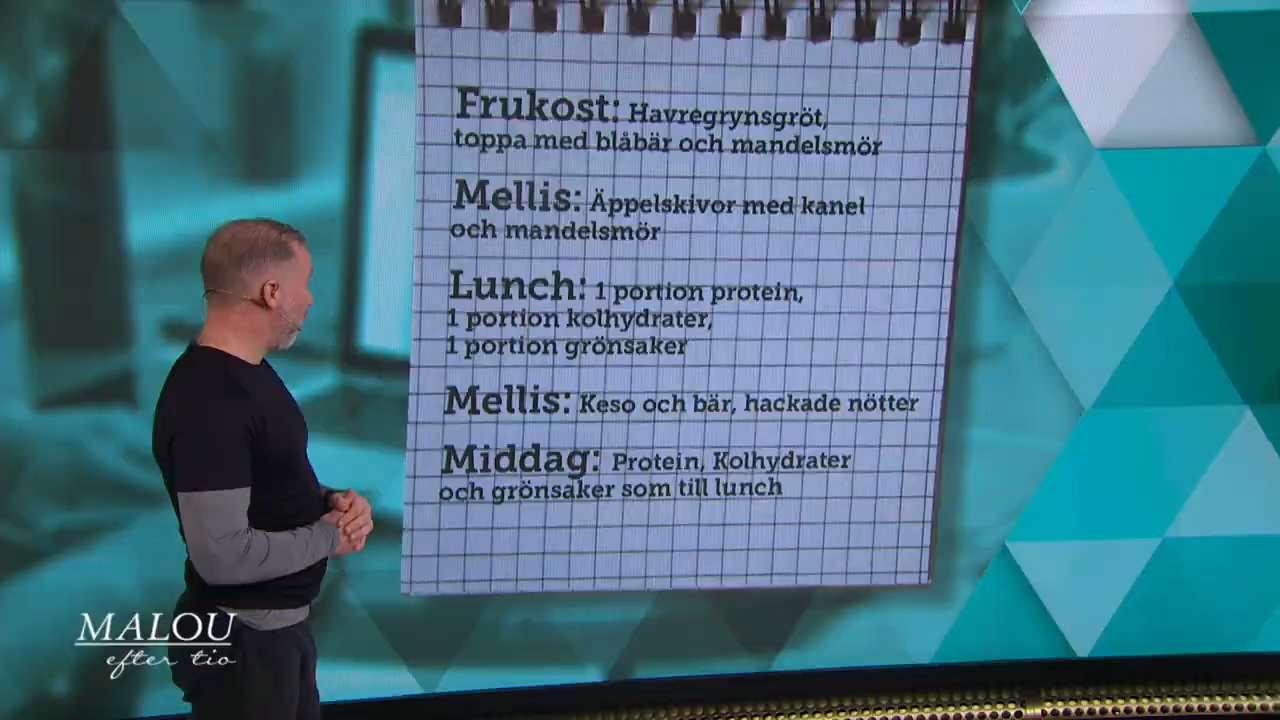 Frukost: Havregrynsgröt,
toppa med blåbär och mandelsmör
Mellis: Äppelskivor med kanel
och mandelsmör
Lunch: 1 portion protein,
1 portion kolhydrater,
1 portion grönsaker
Mellis: Keso och bär, hackade nötter
Middag: Protein, Kolhydrater
och grönsaker som till lunch
MALOU
efter tio